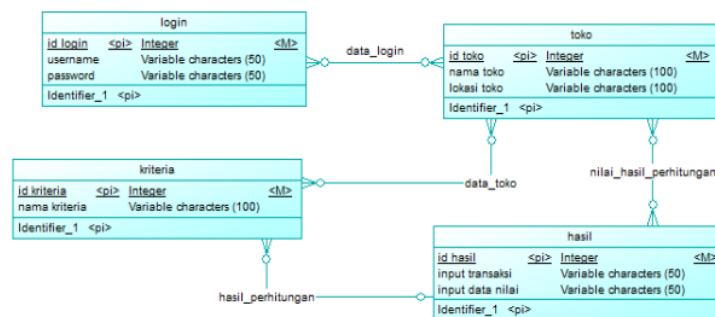 login
id login <pi> Integer <M>
username Variable characters (50)
password Variable characters (50)
Identifier_1 <pi>
data_login
toko
id toko <pi> Integer <M>
nama toko Variable characters (100)
lokasi toko Variable characters (100)
Identifier_1 <pi>
kriteria
id kriteria <pi> Integer <M>
nama kriteria Variable characters (100)
Identifier_1 <pi>
data_toko
nilai_hasil_perhitungan
hasil
id hasil <pi> Integer <M>
input transaksi Variable characters (50)
input data nilai Variable characters (50)
Identifier_1 <pi>
hasil_perhitungan